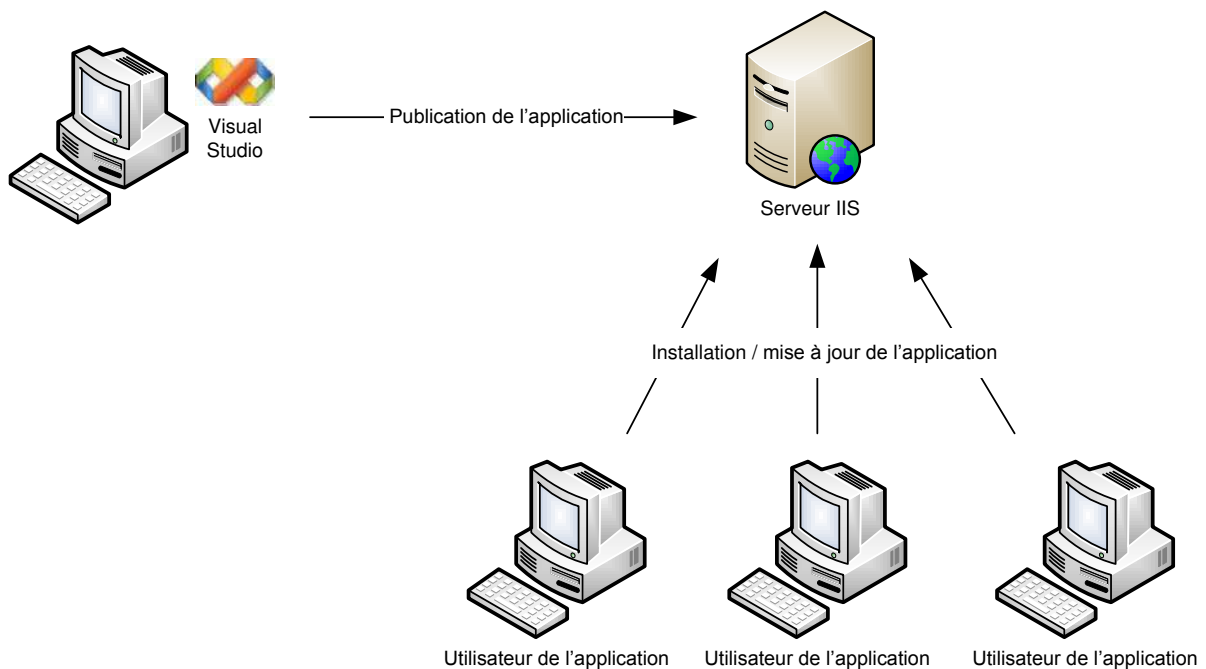 Visual
Studio
Publication de l’application
Serveur IIS
Installation / mise à jour de l’application
Utilisateur de l’application
Utilisateur de l’application
Utilisateur de l’application